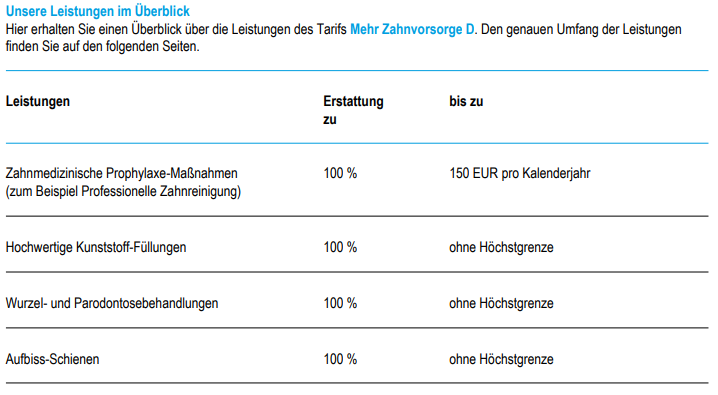 Unsere Leistungen im Überblick
Hier erhalten Sie einen Überblick über die Leistungen des Tarifs Mehr Zahnvorsorge D. Den genauen Umfang der Leistungen
finden Sie auf den folgenden Seiten.
Leistungen Erstattung bis zu
zu
Zahnmedizinische Prophylaxe-Maßnahmen 100 % 150 EUR pro Kalenderjahr
(zum Beispiel Professionelle Zahnreinigung)
Hochwertige Kunststoff-Füllungen 100 % ohne Höchstgrenze
Wurzel- und Parodontosebehandlungen 100 % ohne Höchstgrenze
Aufbiss-Schienen 100 % ohne Höchstgrenze